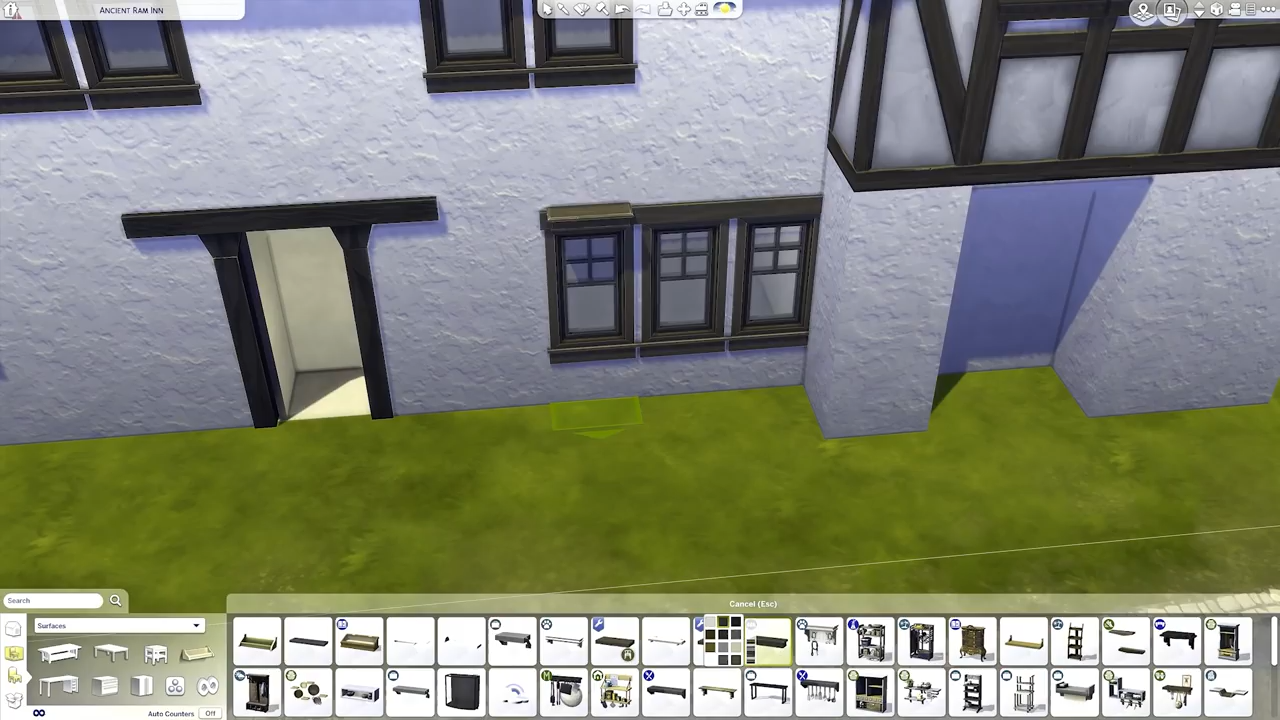 ANCIENT RAM INN
Search
Cancel (Esc)
Surfaces
Auto Counters
Off